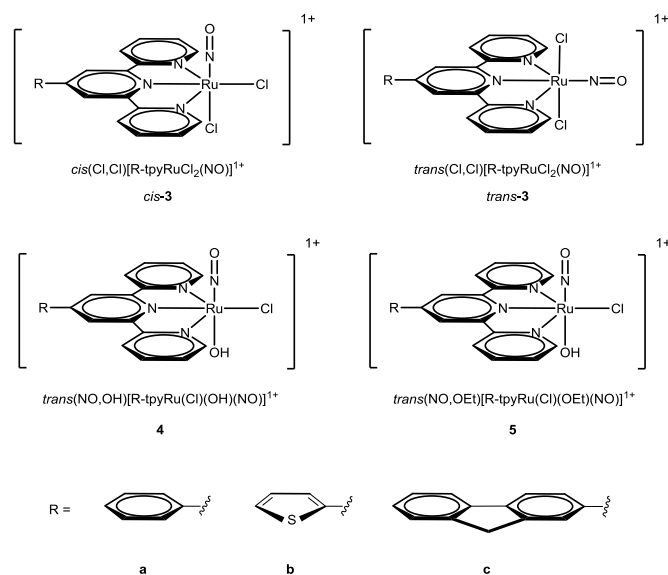 1+
O
N
N
R
N
Ru
Cl
N
Cl
cis(Cl,Cl)[R-tpyRuCl₂(NO)]¹⁺
cis-3
1+
Cl
N
R
N
Ru
N
O
N
Cl
trans(Cl,Cl)[R-tpyRuCl₂(NO)]¹⁺
trans-3
1+
O
N
N
R
N
Ru
Cl
N
OH
trans(NO,OH)[R-tpyRu(Cl)(OH)(NO)]¹⁺
4
1+
O
N
N
R
N
Ru
Cl
N
OH
trans(NO,OEt)[R-tpyRu(Cl)(OEt)(NO)]¹⁺
5
R =
S
a
b
c